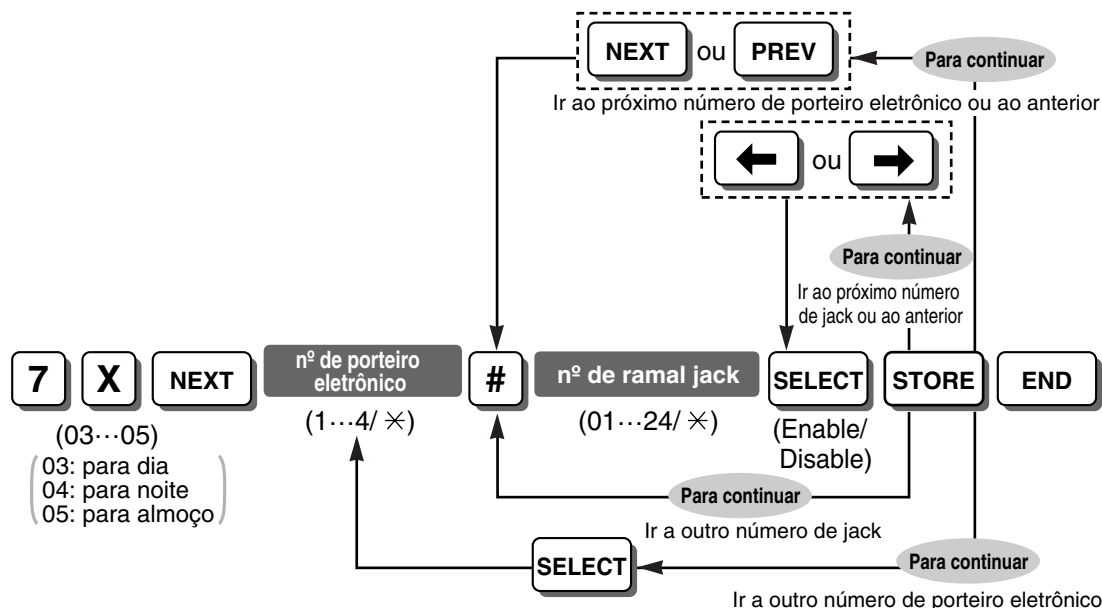 NEXT ou PREV
Para continuar
Ir ao próximo número de porteiro eletrônico ou ao anterior
← ou →
Para continuar
Ir ao próximo número
de jack ou ao anterior
7 X NEXT nº de porteiro
eletrônico # nº de ramal jack SELECT STORE END
(03···05) (1···4/ ✳) (01···24/ ✳) (Enable/
Disable)
03: para dia
04: para noite
05: para almoço
Para continuar
Ir a outro número de jack
SELECT
Para continuar
Ir a outro número de porteiro eletrônico